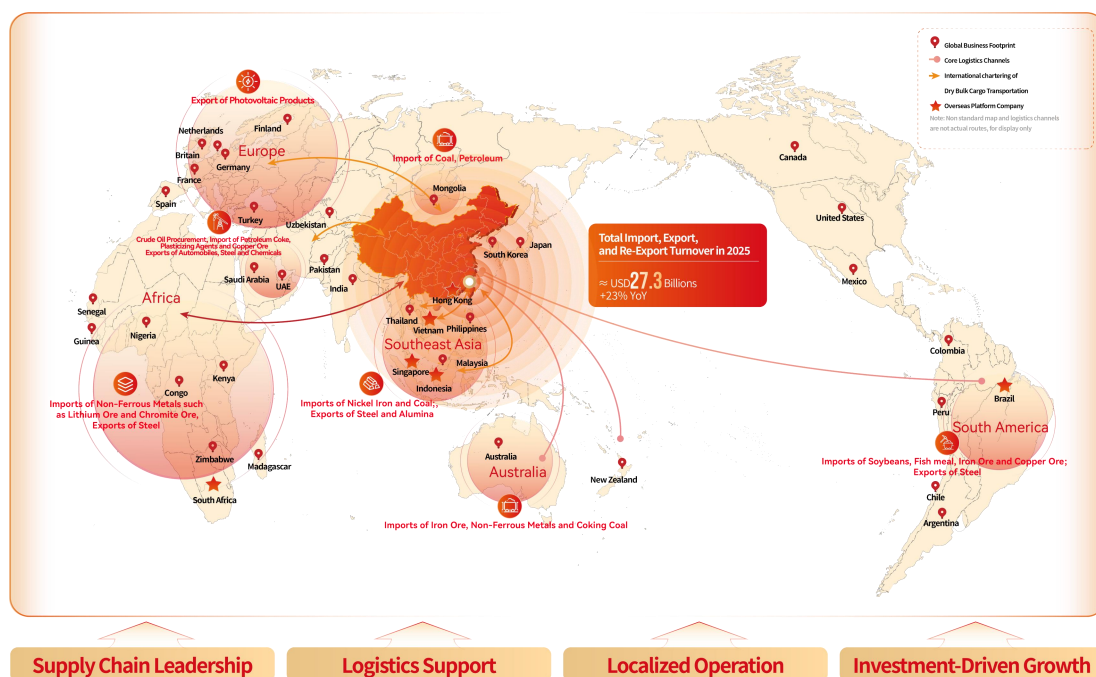 Global Business Footprint
Core Logistics Channels
International chartering of
Dry Bulk Cargo Transportation
Overseas Platform Company
Note: Non standard map and logistics channels
are not actual routes, for display only
Export of Photovoltaic Products
Finland
Netherlands
Britain
Europe
Germany
France
Spain
Turkey
Uzbekistan
Import of Coal, Petroleum
Mongolia
Canada
United States
Mexico
Crude Oil Procurement, Import of Petroleum Coke,
Plasticizing Agents and Copper Ore
Exports of Automobiles, Steel and Chemicals
Saudi Arabia
UAE
Pakistan
India
South Korea
Japan
Total Import, Export,
and Re-Export Turnover in 2025
≈ USD27.3 Billions
+23% YoY
Hong Kong
Thailand
Vietnam
Philippines
Southeast Asia
Malaysia
Singapore
Indonesia
Imports of Nickel Iron and Coal;,
Exports of Steel and Alumina
Africa
Senegal
Guinea
Nigeria
Kenya
Congo
Imports of Non-Ferrous Metals such
as Lithium Ore and Chromite Ore,
Exports of Steel
Zimbabwe
Madagascar
South Africa
Australia
Australia
New Zealand
Imports of Iron Ore, Non-Ferrous Metals and Coking Coal
Colombia
Brazil
Peru
South America
Imports of Soybeans, Fish meal, Iron Ore and Copper Ore;
Exports of Steel
Chile
Argentina
Supply Chain Leadership
Logistics Support
Localized Operation
Investment-Driven Growth